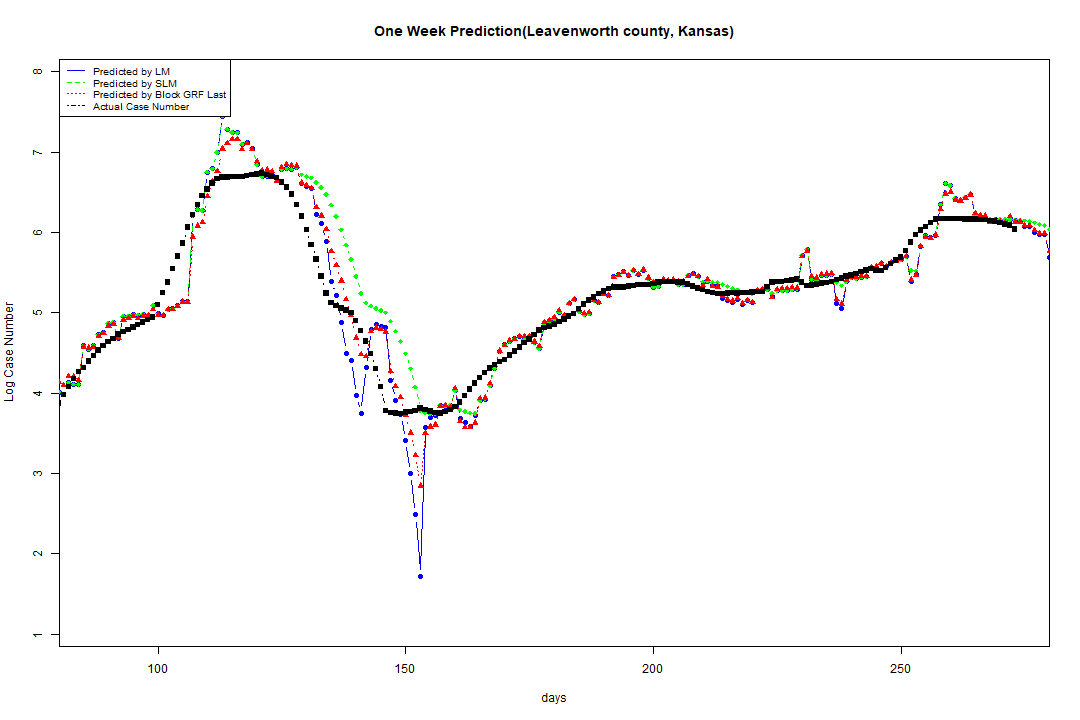 One Week Prediction(Leavenworth county, Kansas)
Predicted by LM
Predicted by SLM
Predicted by Block GRF Last
Actual Case Number
8
7
6
5
4
3
2
1
Log Case Number
100 150 200 250
days